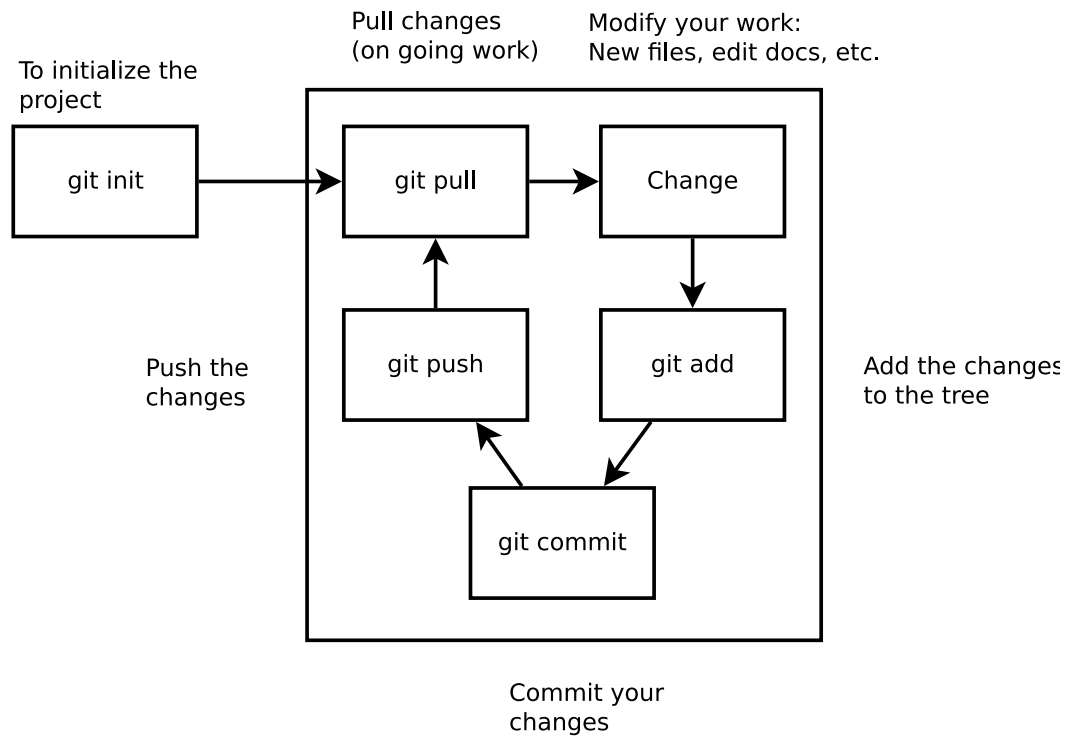 Pull changes
(on going work)
Modify your work:
New files, edit docs, etc.
To initialize the
project
git init
git pull
Change
git push
git add
Push the
changes
Add the changes
to the tree
git commit
Commit your
changes